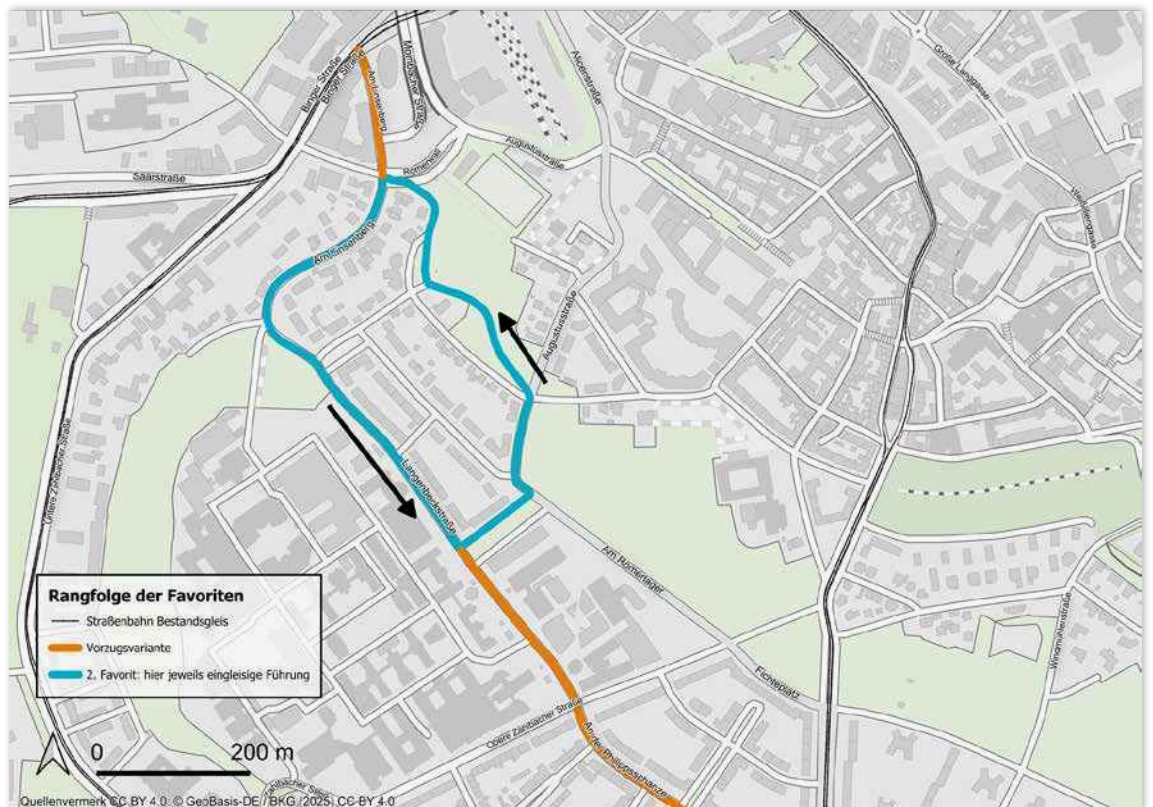 Binger Straße
Binger Straße
Am Linsenberg
Mombacher Straße
Alicenstraße
Große Langgasse
Augustusstraße
Römerwall
Saarstraße
Weißliliengasse
Am Linsenberg
Augustusstraße
Untere Zahlbacher Straße
Langenbeckstraße
Am Römerlager
Windmühlenstraße
Fichteplatz
Obere Zahlbacher Straße
An der Philippsschanze
Rangfolge der Favoriten
Straßenbahn Bestandsgleis
Vorzugsvariante
2. Favorit: hier jeweils eingleisige Führung
0 200 m
Quellenvermerk CC BY 4.0: © GeoBasis-DE / BKG (2025) CC BY 4.0